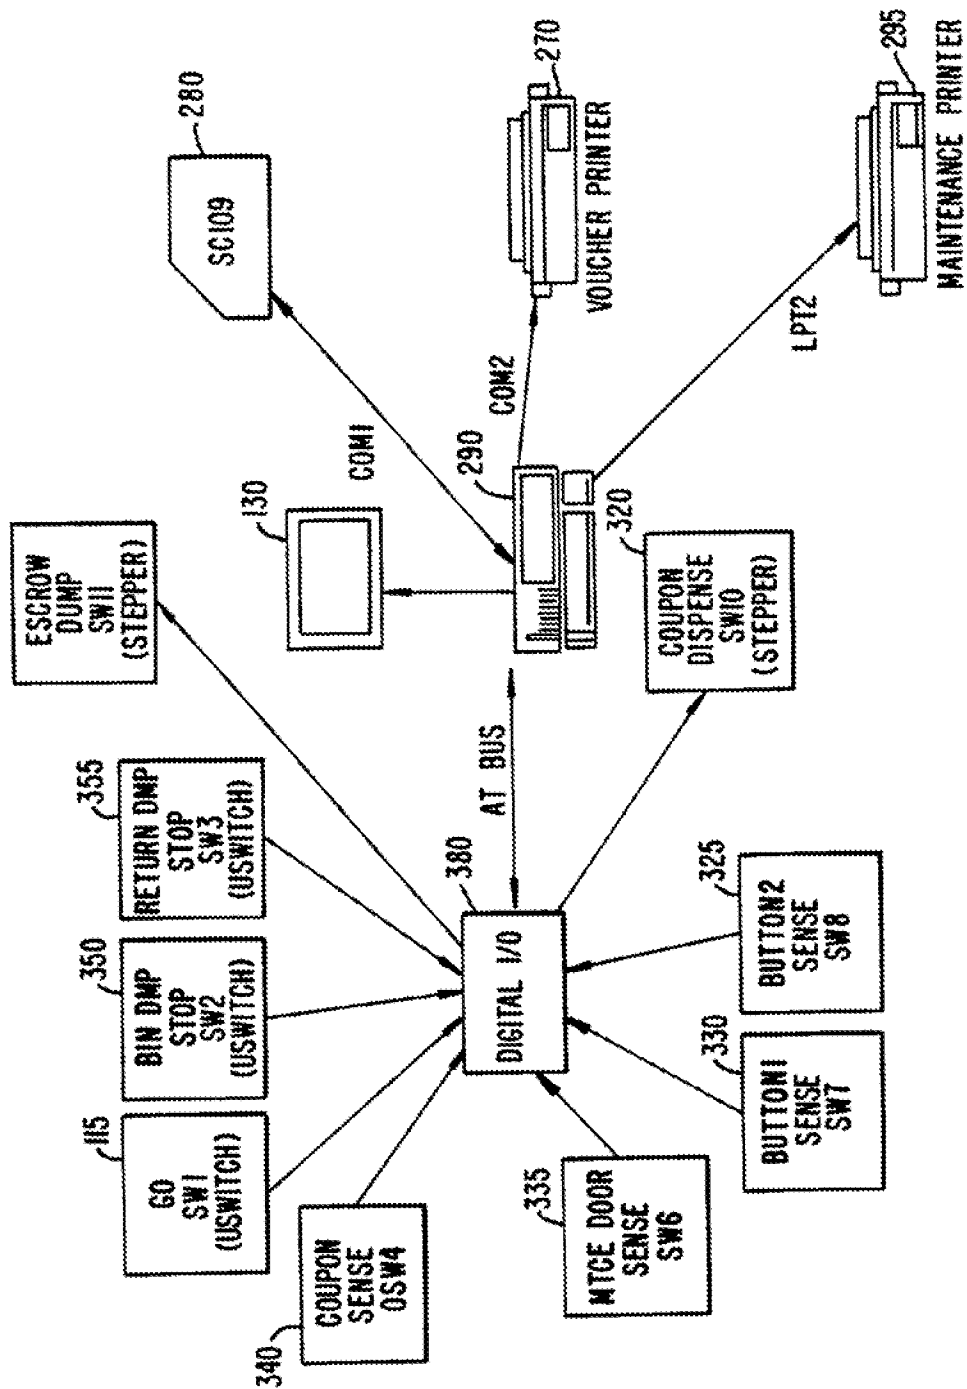 115
GO
SW1
(USWITCH)
350
BIN DMP
STOP
SW2
(USWITCH)
355
RETURN DMP
STOP
SW3
(USWITCH)
ESCROW
DUMP
SW11
(STEPPER)
280
SC109
340
COUPON
SENSE
OSW4
130
COM1
380
DIGITAL I/O
AT BUS
290
COM2
270
VOUCHER PRINTER
335
MTCE DOOR
SENSE
SW6
330
BUTTON1
SENSE
SW7
325
BUTTON2
SENSE
SW8
320
COUPON
DISPENSE
SW10
(STEPPER)
LPT2
295
MAINTENANCE PRINTER